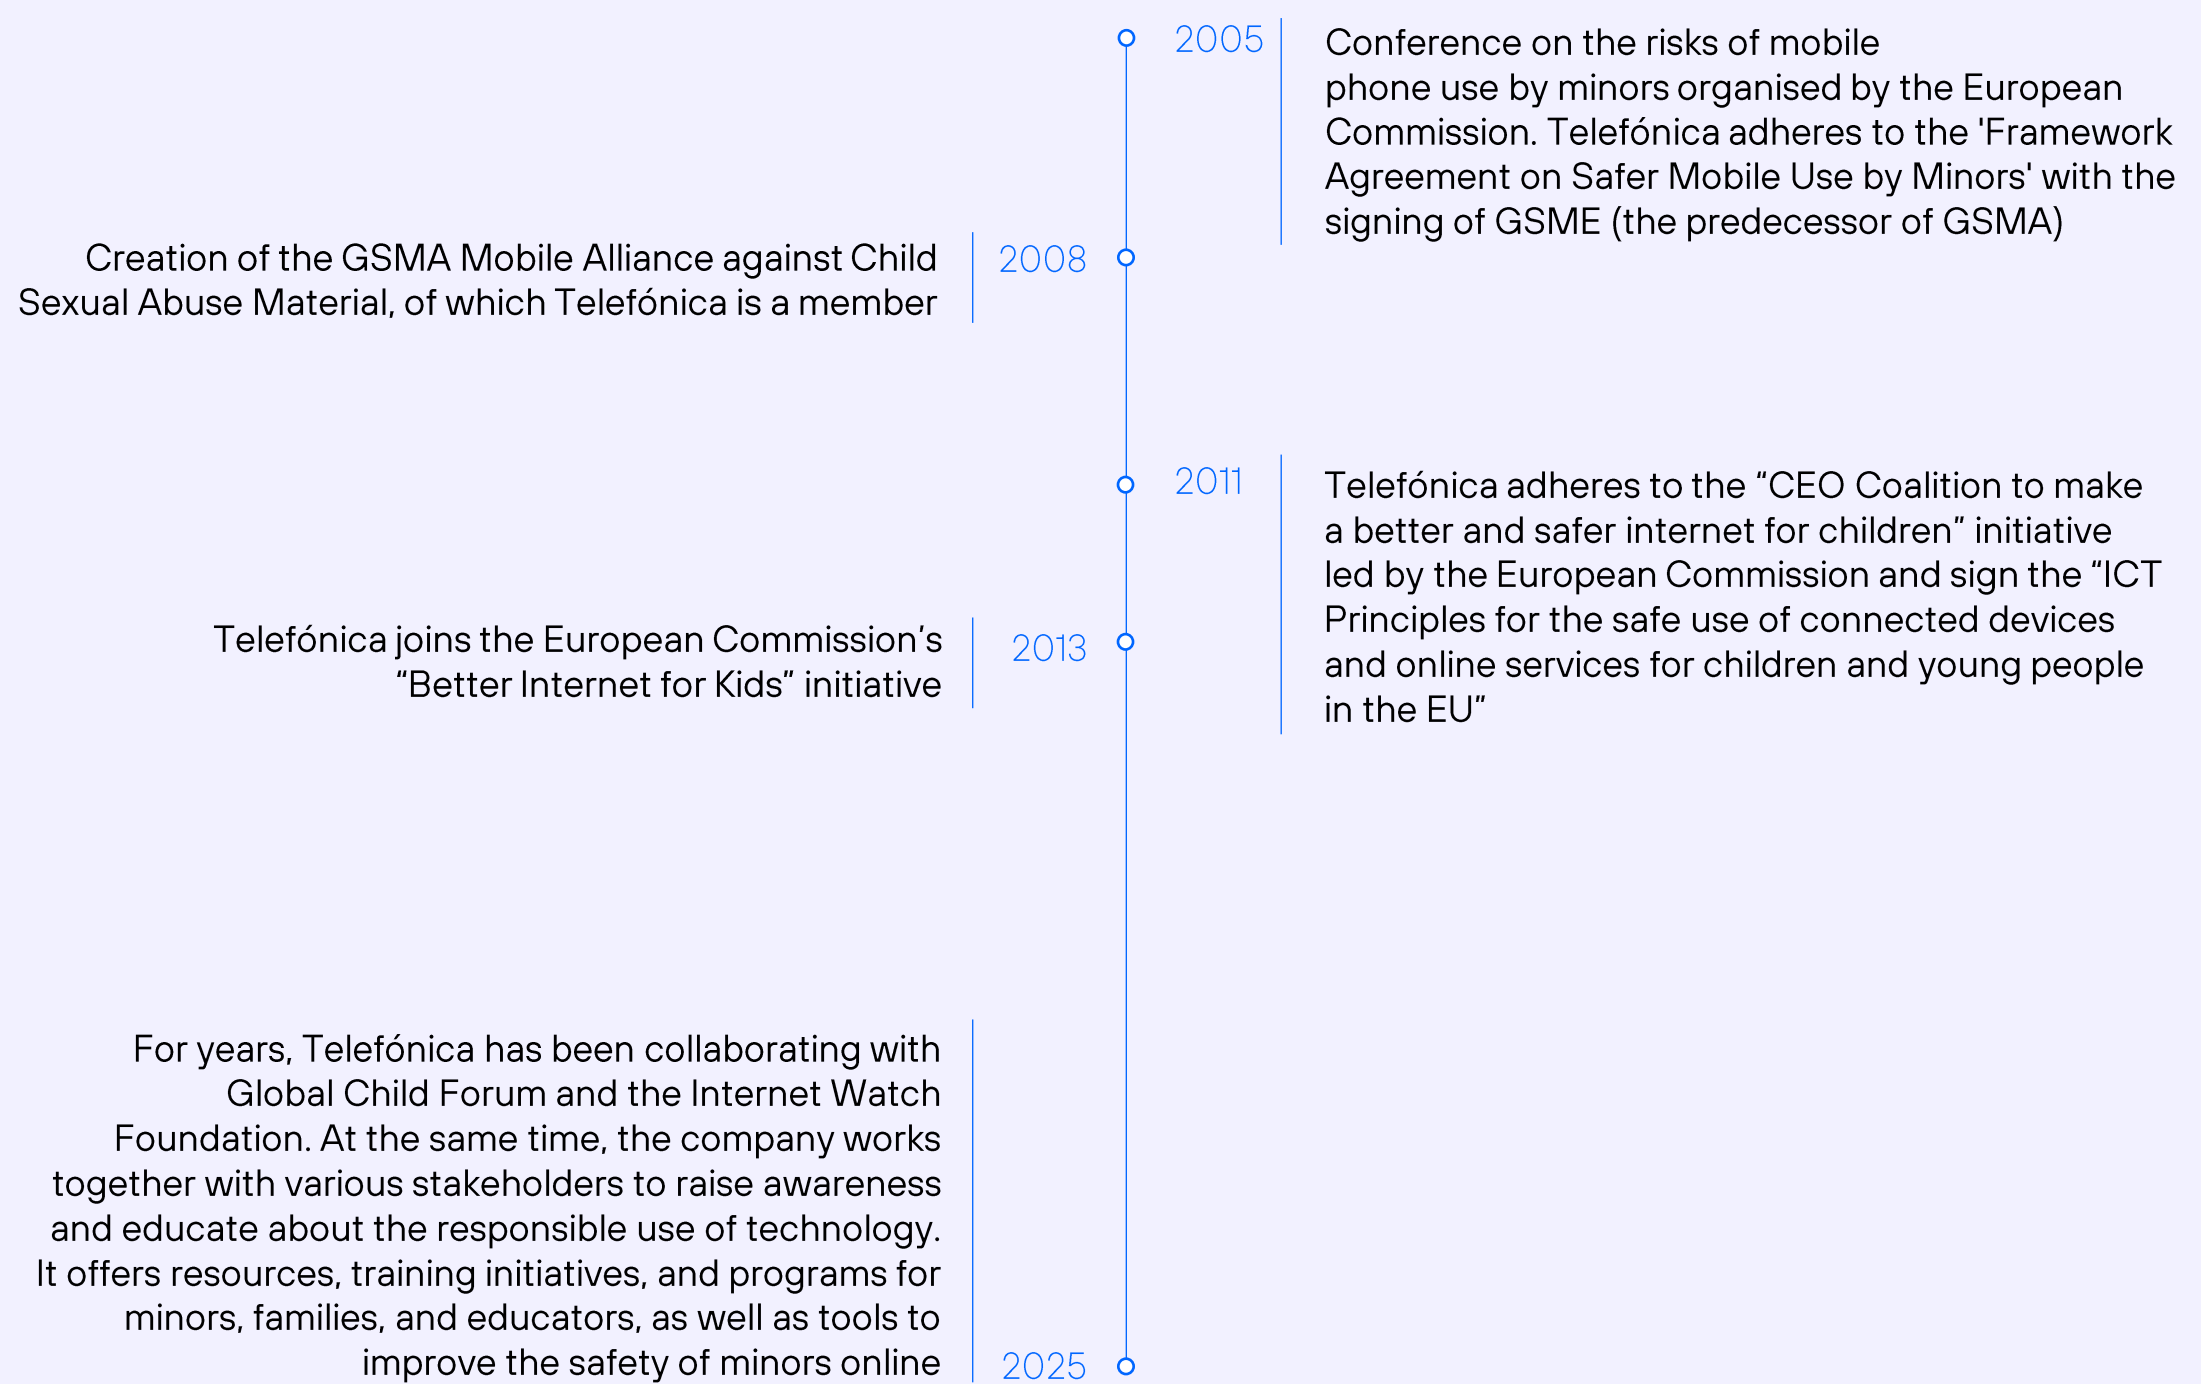 2005
Conference on the risks of mobile
phone use by minors organised by the European
Commission. Telefónica adheres to the 'Framework
Agreement on Safer Mobile Use by Minors' with the
signing of GSME (the predecessor of GSMA)
Creation of the GSMA Mobile Alliance against Child
Sexual Abuse Material, of which Telefónica is a member
2008
2011
Telefónica adheres to the “CEO Coalition to make
a better and safer internet for children” initiative
led by the European Commission and sign the “ICT
Principles for the safe use of connected devices
and online services for children and young people
in the EU”
Telefónica joins the European Commission’s
“Better Internet for Kids” initiative
2013
For years, Telefónica has been collaborating with
Global Child Forum and the Internet Watch
Foundation. At the same time, the company works
together with various stakeholders to raise awareness
and educate about the responsible use of technology.
It offers resources, training initiatives, and programs for
minors, families, and educators, as well as tools to
improve the safety of minors online
2025